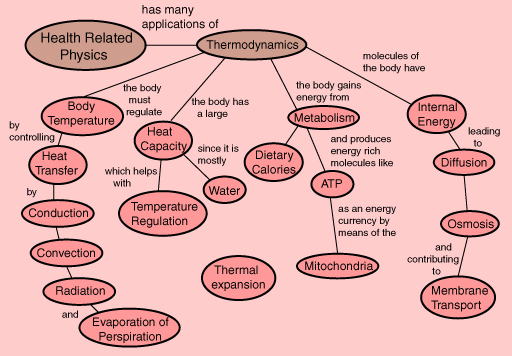 has many
applications of
Health Related
Physics
Thermodynamics
molecules of
the body have
the body
must
regulate
the body has
a large
the body gains
energy from
Body
Temperature
Heat
Capacity
Metabolism
Internal
Energy
by
controlling
since it is
mostly
and produces
energy rich
molecules like
leading
to
Heat
Transfer
which helps
with
Water
Dietary
Calories
ATP
Diffusion
by
Conduction
Temperature
Regulation
as an energy
currency by
means of the
Osmosis
Convection
Thermal
expansion
Mitochondria
and
contributing
to
Radiation
Membrane
Transport
and
Evaporation of
Perspiration